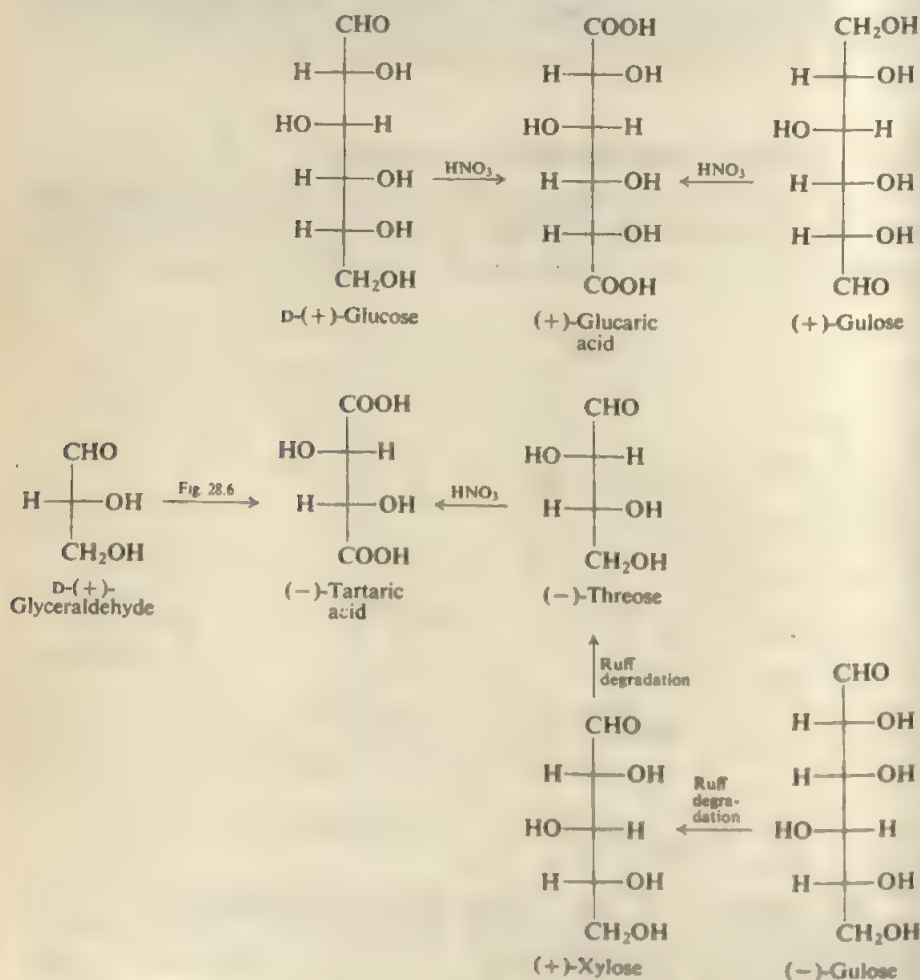 CHO COOH CH₂OH
H OH H OH H OH
HO H HO H HO H
H OH HNO₃ H OH HNO₃ H OH
H OH H OH H OH
CH₂OH COOH CHO
D-(+)-Glucose (+)-Glucaric acid (+)-Gulose
COOH CHO
CHO HO H HO H
H OH Fig. 28.6 H OH HNO₃ H OH
CH₂OH COOH CH₂OH
D-(+)-Glyceraldehyde (−)-Tartaric acid (−)-Threose
Ruff
degradation
CHO
H OH
CHO
H OH H OH
Ruff
degra-
dation
HO H HO H
H OH H OH
CH₂OH CH₂OH
(+)-Xylose (−)-Gulose